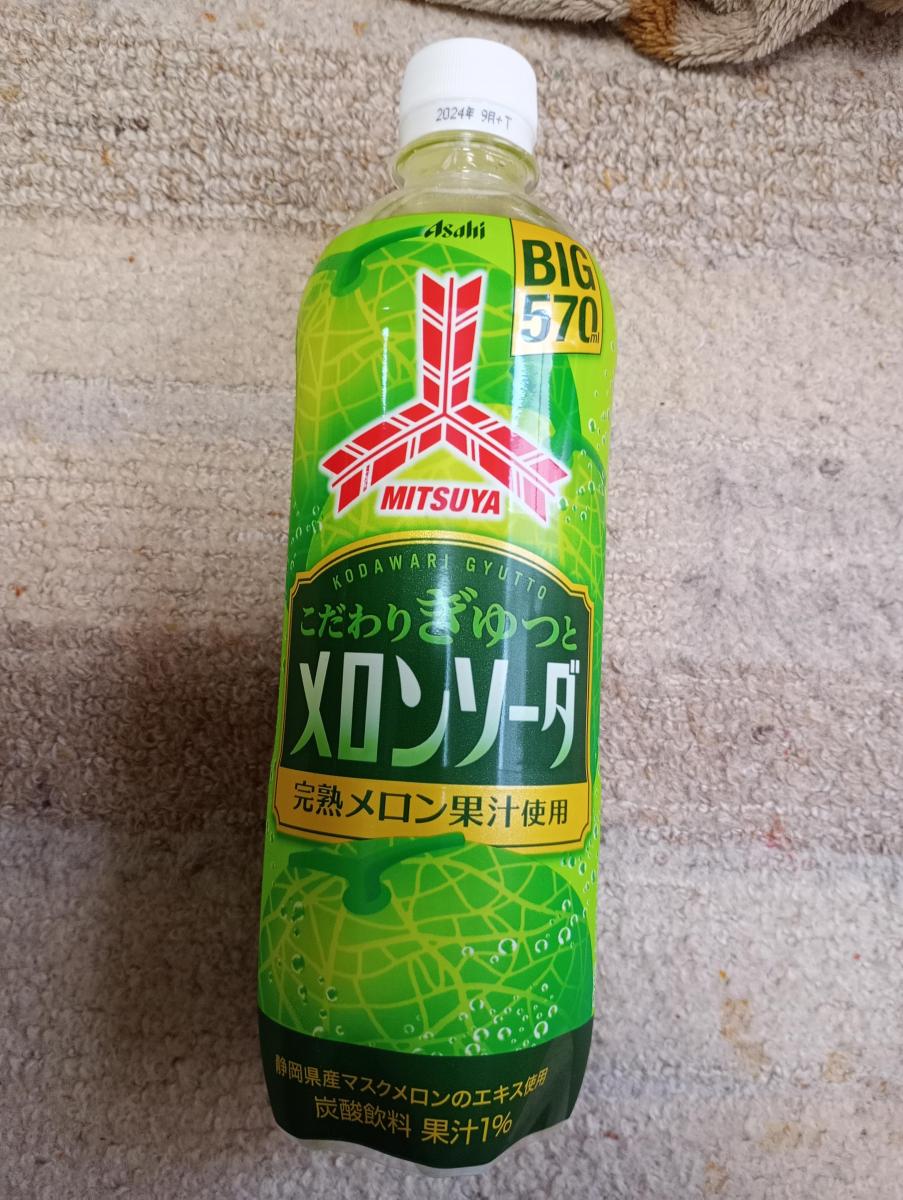 2024年 9月+T
Asahi
BIG
570ml
MITSUYA
KODAWARI GYUTTO
こだわりぎゅっと
メロンソーダ
完熟メロン果汁使用
静岡県産マスクメロンのエキス使用
炭酸飲料 果汁1%